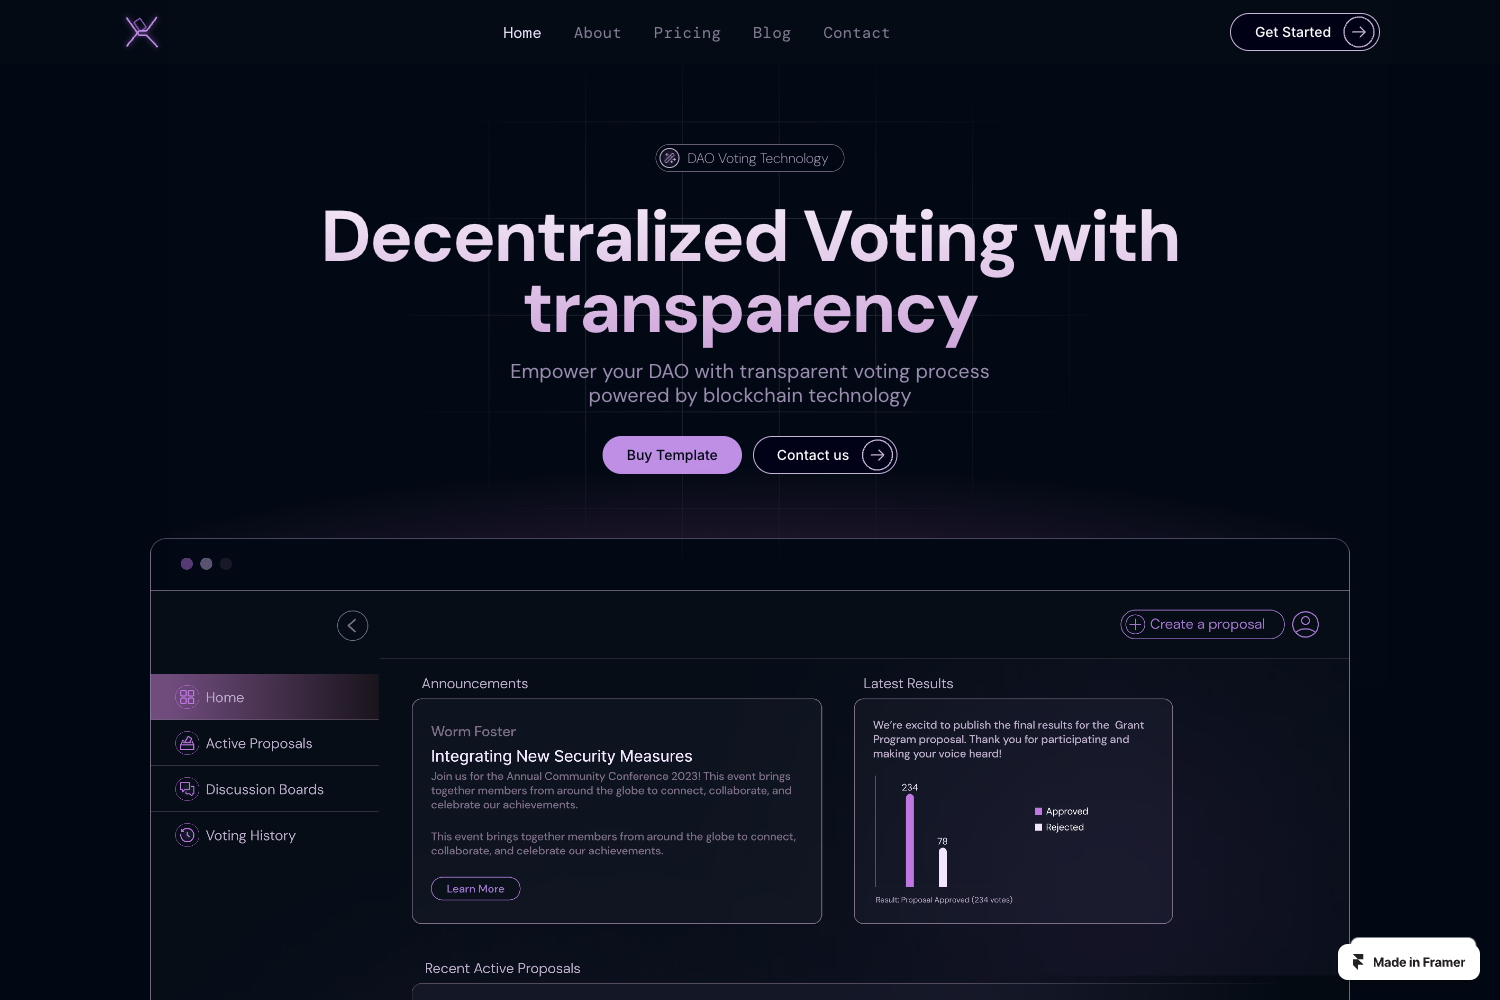 Home About Pricing Blog Contact
Get Started
DAO Voting Technology
Decentralized Voting with
transparency
Empower your DAO with transparent voting process
powered by blockchain technology
Buy Template
Contact us
Create a proposal
Home
Active Proposals
Discussion Boards
Voting History
Announcements
Worm Foster
Integrating New Security Measures
Join us for the Annual Community Conference 2023! This event brings
together members from around the globe to connect, collaborate, and
celebrate our achievements.
This event brings together members from around the globe to connect,
collaborate, and celebrate our achievements.
Learn More
Latest Results
We're excitd to publish the final results for the Grant
Program proposal. Thank you for participating and
making your voice heard!
234
78
Approved
Rejected
Result: Proposal Approved (234 votes)
Recent Active Proposals
Made in Framer